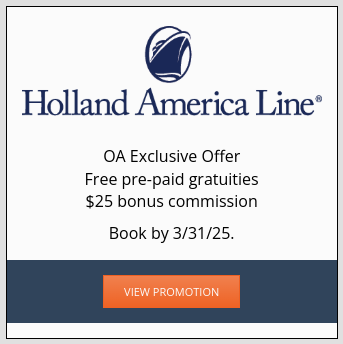 Holland America Line®
OA Exclusive Offer
Free pre-paid gratuities
$25 bonus commission
Book by 3/31/25.
VIEW PROMOTION